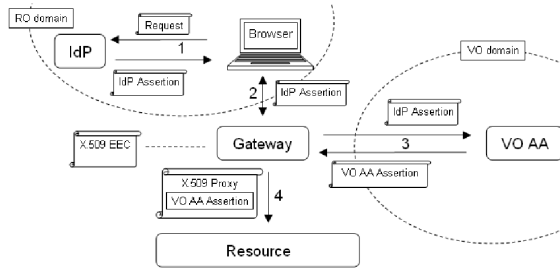 RO domain
Request
IdP
1
Browser
IdP Assertion
VO domain
2
IdP Assertion
IdP Assertion
X.509 EEC
Gateway
3
VO AA
VO AA Assertion
X.509 Proxy
VO AA Assertion
4
Resource